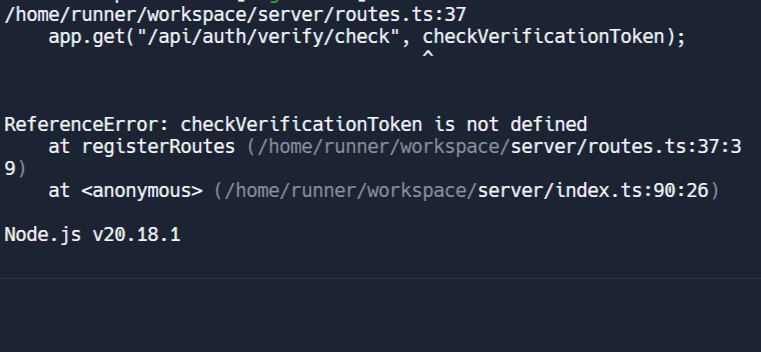 /home/runner/workspace/server/routes.ts:37
    app.get("/api/auth/verify/check", checkVerificationToken);
                                      ^
ReferenceError: checkVerificationToken is not defined
    at registerRoutes (/home/runner/workspace/server/routes.ts:37:3
9)
    at <anonymous> (/home/runner/workspace/server/index.ts:90:26)
Node.js v20.18.1